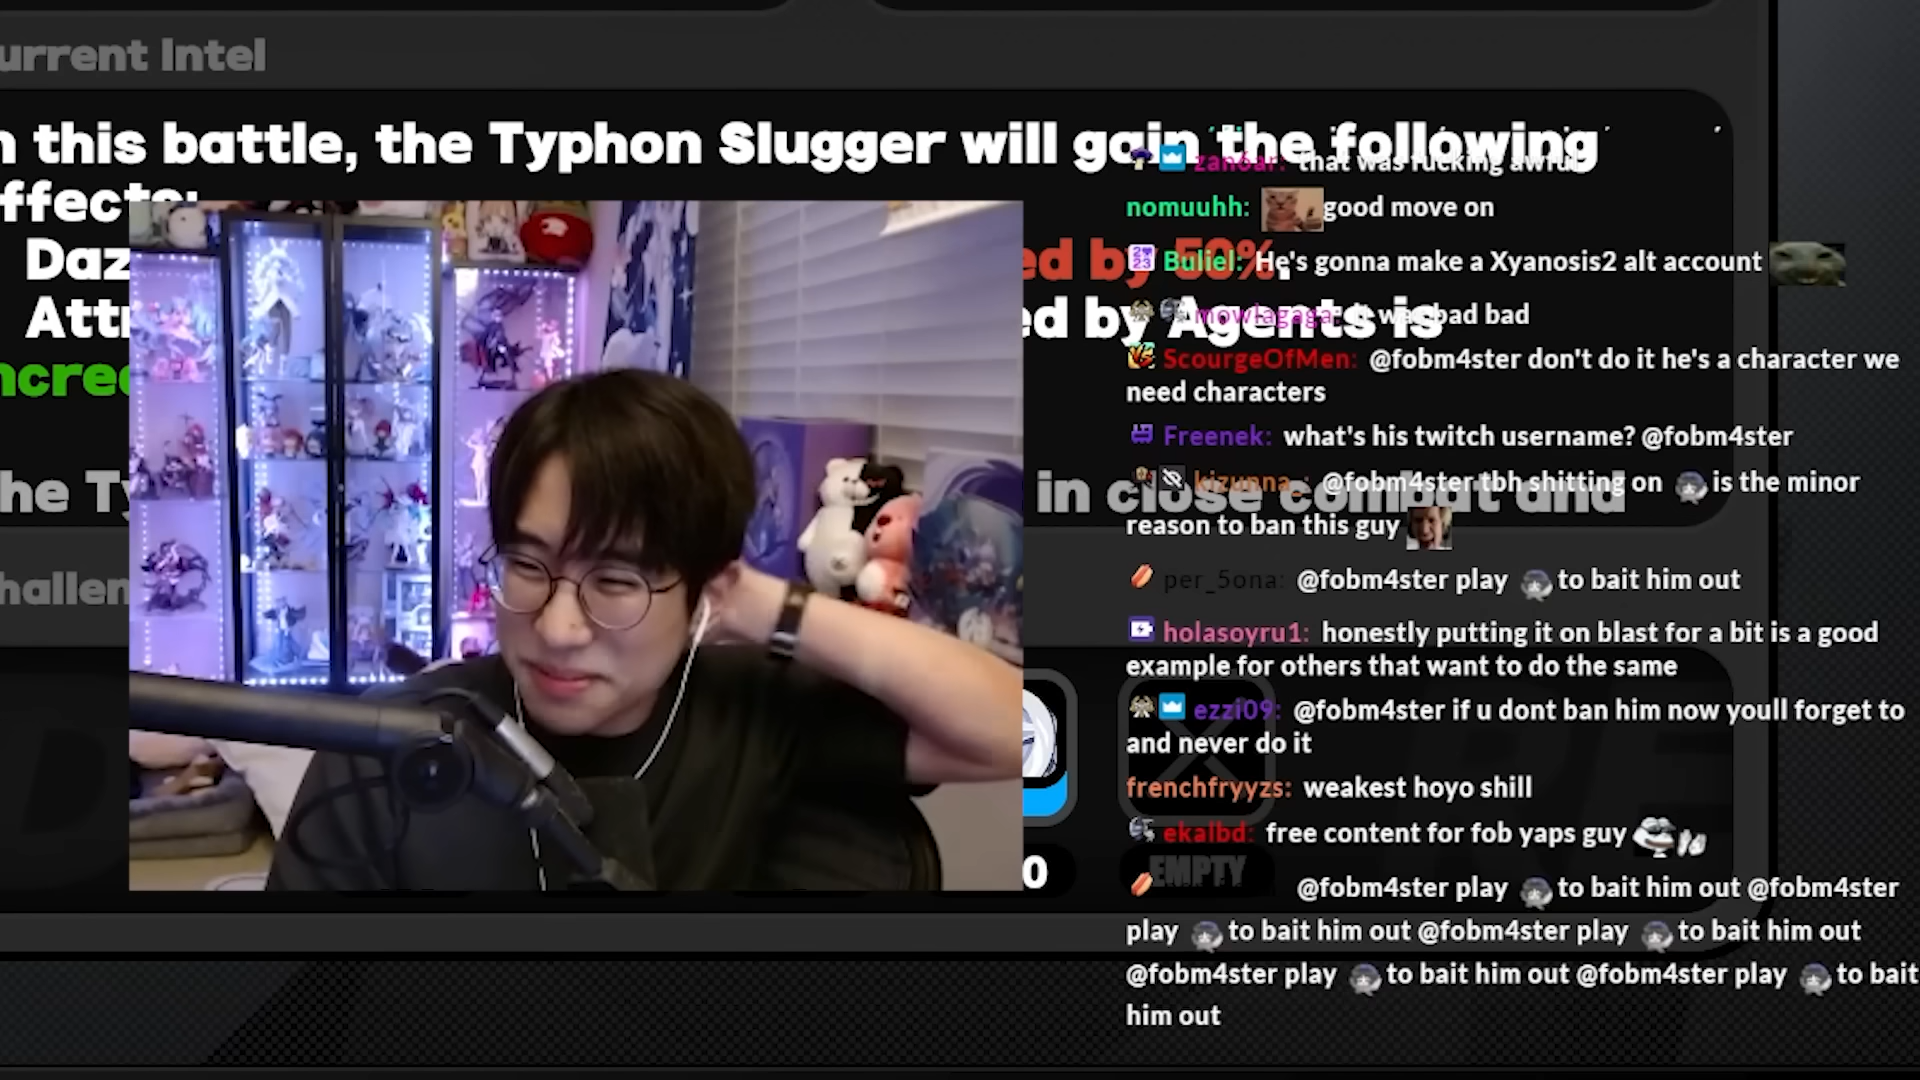 urrent Intel
n this battle, the Typhon Slugger will gain the following
ffects:
Daz
ed by 50%.
Attr
ed by Agents is
ncrea
he Ty
in close combat and
hallen
0
EMPTY
zan6ar: that was fucking awful
nomuuhh: good move on
Buliel: He's gonna make a Xyanosis2 alt account
mowlagaga: it was bad bad
ScourgeOfMen: @fobm4ster don't do it he's a character we
need characters
Freenek: what's his twitch username? @fobm4ster
kizunna_: @fobm4ster tbh shitting on is the minor
reason to ban this guy
per_5ona: @fobm4ster play to bait him out
holasoyru1: honestly putting it on blast for a bit is a good
example for others that want to do the same
ezzi09: @fobm4ster if u dont ban him now youll forget to
and never do it
frenchfryyzs: weakest hoyo shill
ekalbd: free content for fob yaps guy
@fobm4ster play to bait him out @fobm4ster
play to bait him out @fobm4ster play to bait him out
@fobm4ster play to bait him out @fobm4ster play to bait
him out